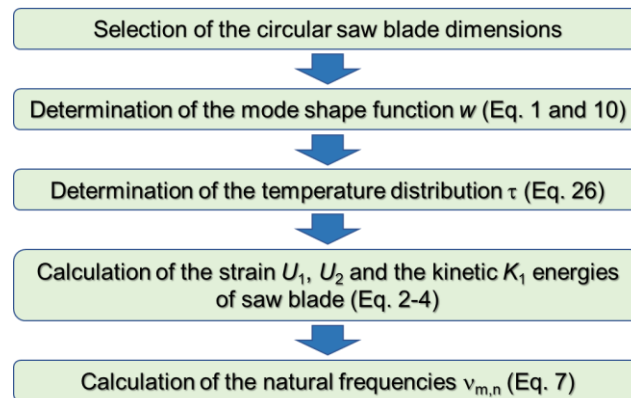 Selection of the circular saw blade dimensions
Determination of the mode shape function w (Eq. 1 and 10)
Determination of the temperature distribution τ (Eq. 26)
Calculation of the strain U₁, U₂ and the kinetic K₁ energies
of saw blade (Eq. 2-4)
Calculation of the natural frequencies νₘ,ₙ (Eq. 7)